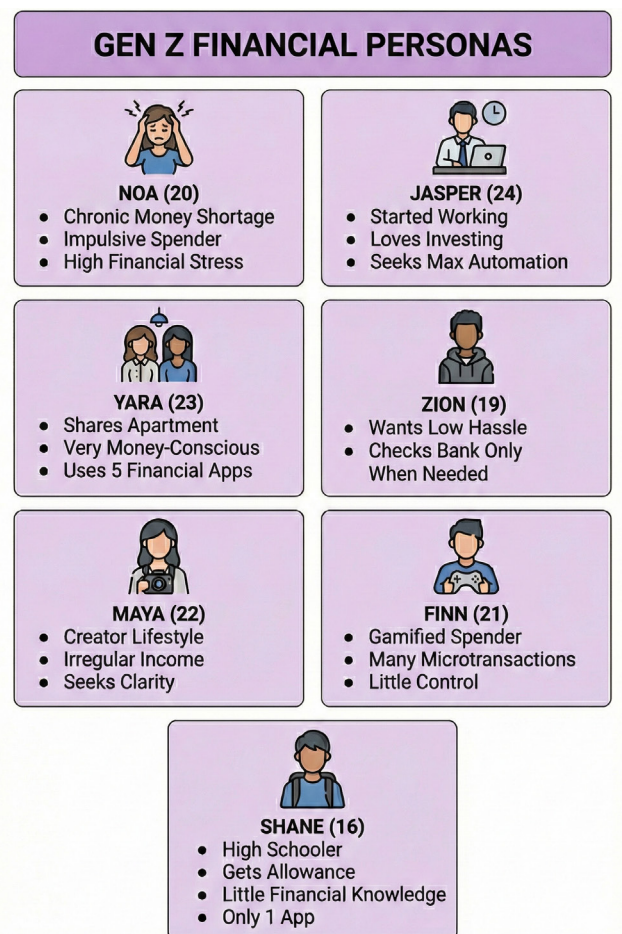 GEN Z FINANCIAL PERSONAS
NOA (20)
• Chronic Money Shortage
• Impulsive Spender
• High Financial Stress
JASPER (24)
• Started Working
• Loves Investing
• Seeks Max Automation
YARA (23)
• Shares Apartment
• Very Money-Conscious
• Uses 5 Financial Apps
ZION (19)
• Wants Low Hassle
• Checks Bank Only
When Needed
MAYA (22)
• Creator Lifestyle
• Irregular Income
• Seeks Clarity
FINN (21)
• Gamified Spender
• Many Microtransactions
• Little Control
SHANE (16)
• High Schooler
• Gets Allowance
• Little Financial Knowledge
• Only 1 App